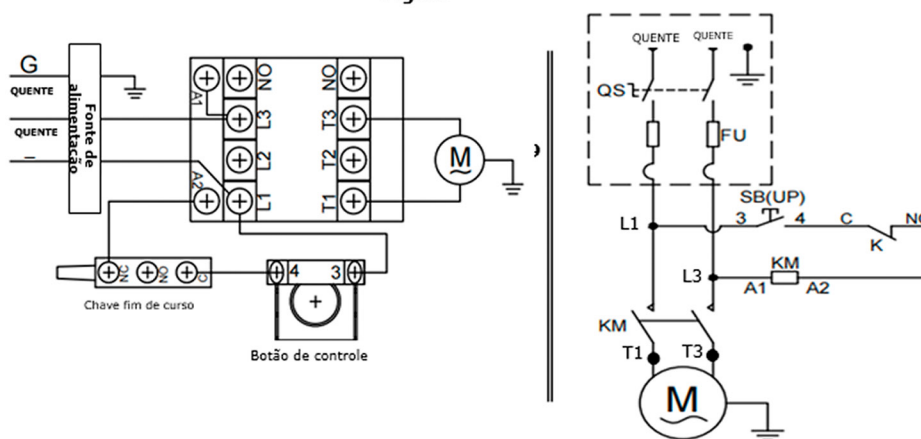 G
QUENTE
QUENTE
Fonte de
alimentação
A1
A2
NO
L3
L2
L1
NO
T3
T2
T1
M
NC
NO
C
Chave fim de curso
4
3
Botão de controle
QUENTE
QUENTE
QS
FU
SB(UP)
L1
3
4
C
NC
K
L3
KM
A1
A2
KM
T1
T3
M